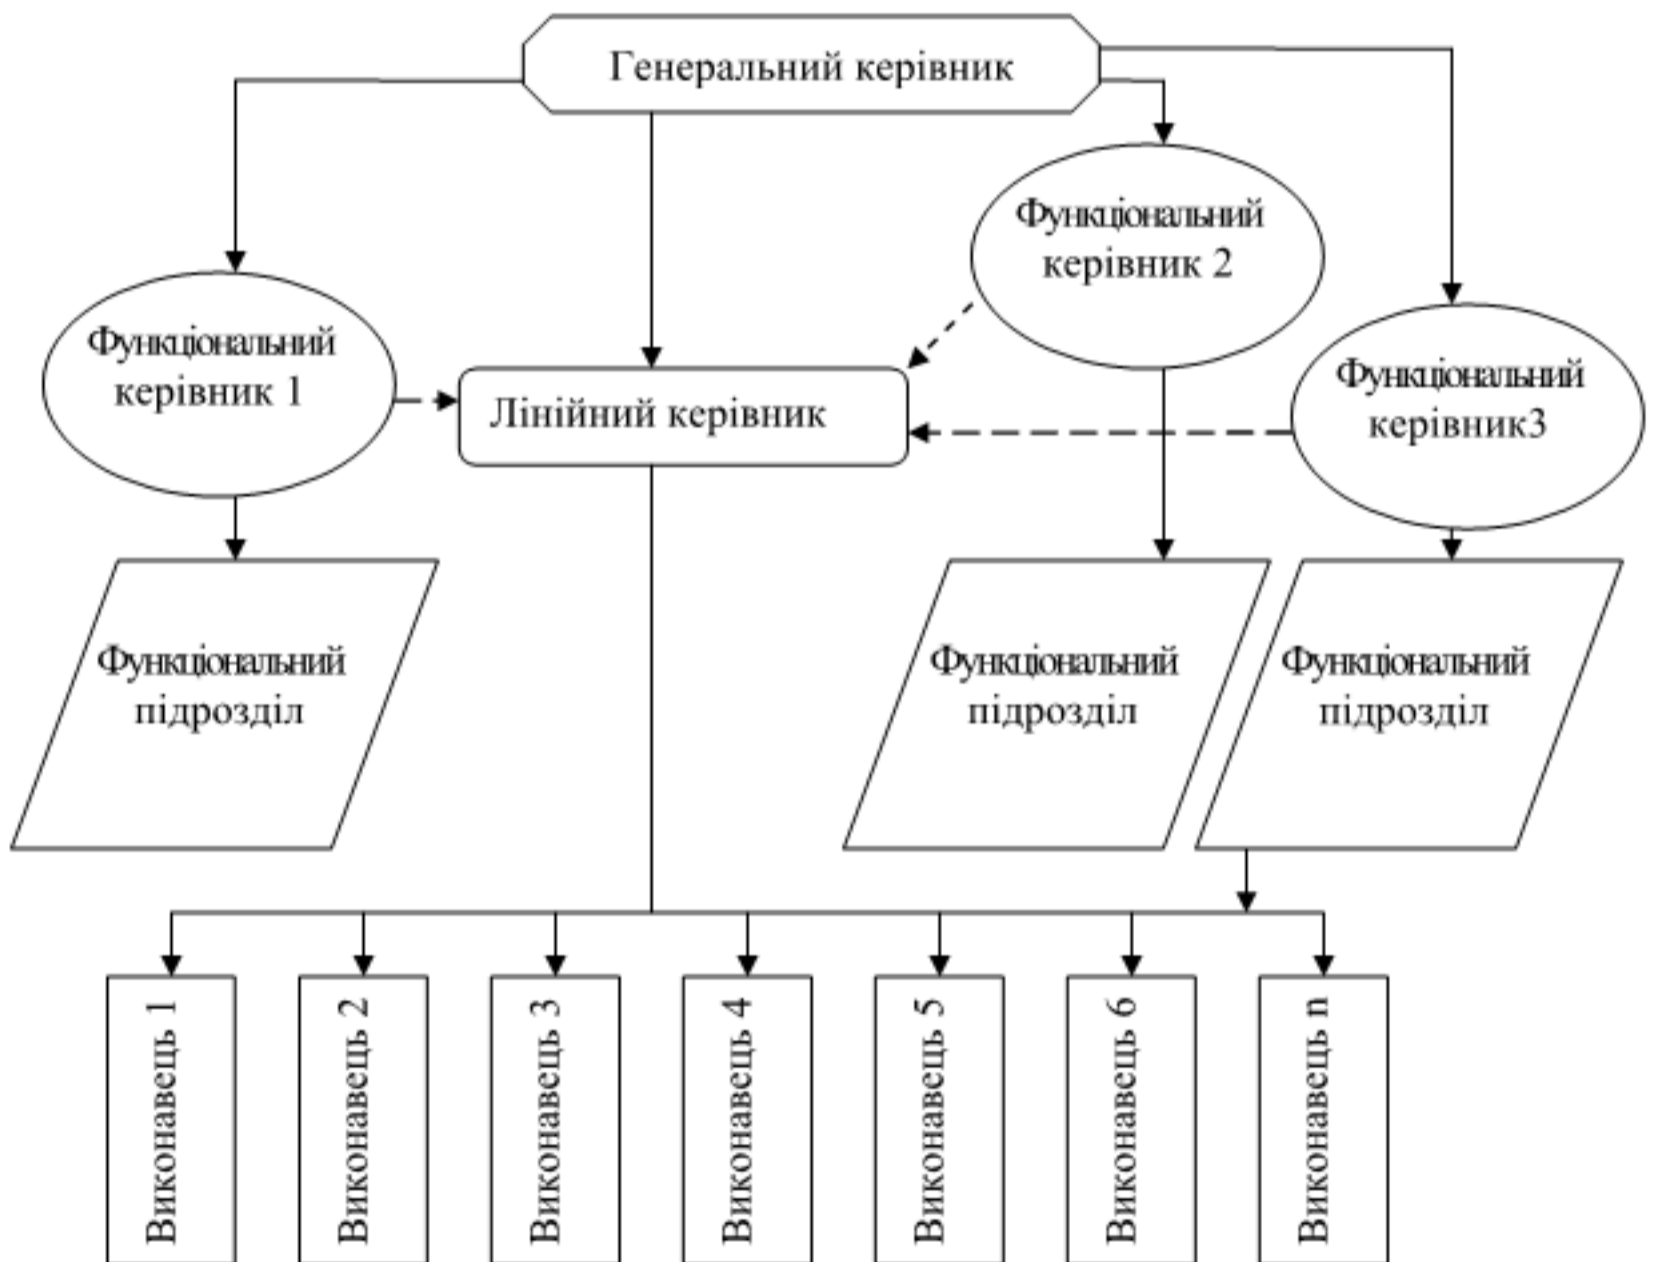 Генеральний керівник
Функціональний
керівник 2
Функціональний
керівник 1
Функціональний
керівник3
Лінійний керівник
Функціональний
підрозділ
Функціональний
підрозділ
Функціональний
підрозділ
Виконавець 1
Виконавець 2
Виконавець 3
Виконавець 4
Виконавець 5
Виконавець 6
Виконавець n